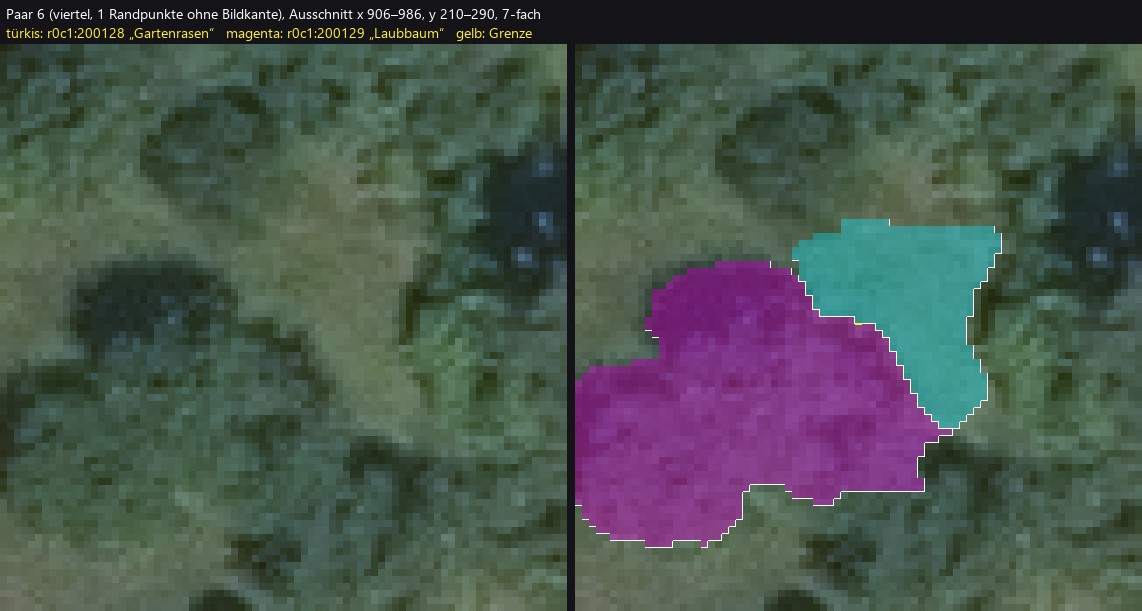 Paar 6 (viertel, 1 Randpunkte ohne Bildkante), Ausschnitt x 906–986, y 210–290, 7-fach
türkis: r0c1:200128 „Gartenrasen“ magenta: r0c1:200129 „Laubbaum“ gelb: Grenze